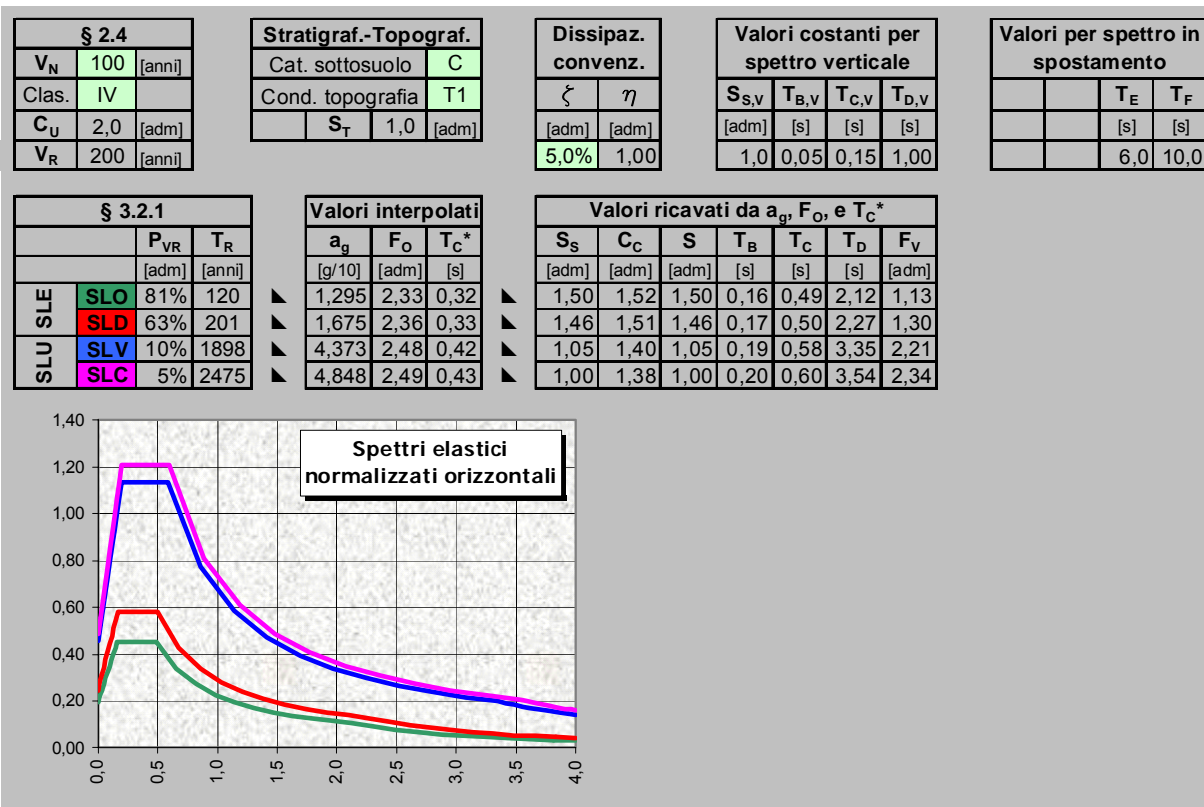 § 2.4
V_N 100 [anni]
Clas. IV
C_U 2,0 [adm]
V_R 200 [anni]
Stratigraf.-Topograf.
Cat. sottosuolo C
Cond. topografia T1
S_T 1,0 [adm]
Dissipaz.
convenz.
ζ η
[adm] [adm]
5,0% 1,00
Valori costanti per
spettro verticale
S_S,V T_B,V T_C,V T_D,V
[adm] [s] [s] [s]
1,0 0,05 0,15 1,00
Valori per spettro in
spostamento
T_E T_F
[s] [s]
6,0 10,0
§ 3.2.1
P_VR T_R
[adm] [anni]
SLE
SLO 81% 120
SLD 63% 201
SLU
SLV 10% 1898
SLC 5% 2475
Valori interpolati
a_g F_O T_C*
[g/10] [adm] [s]
1,295 2,33 0,32
1,675 2,36 0,33
4,373 2,48 0,42
4,848 2,49 0,43
Valori ricavati da a_g, F_O, e T_C*
S_S C_C S T_B T_C T_D F_V
[adm] [adm] [adm] [s] [s] [s] [adm]
1,50 1,52 1,50 0,16 0,49 2,12 1,13
1,46 1,51 1,46 0,17 0,50 2,27 1,30
1,05 1,40 1,05 0,19 0,58 3,35 2,21
1,00 1,38 1,00 0,20 0,60 3,54 2,34
Spettri elastici
normalizzati orizzontali
1,40
1,20
1,00
0,80
0,60
0,40
0,20
0,00
0,0 0,5 1,0 1,5 2,0 2,5 3,0 3,5 4,0